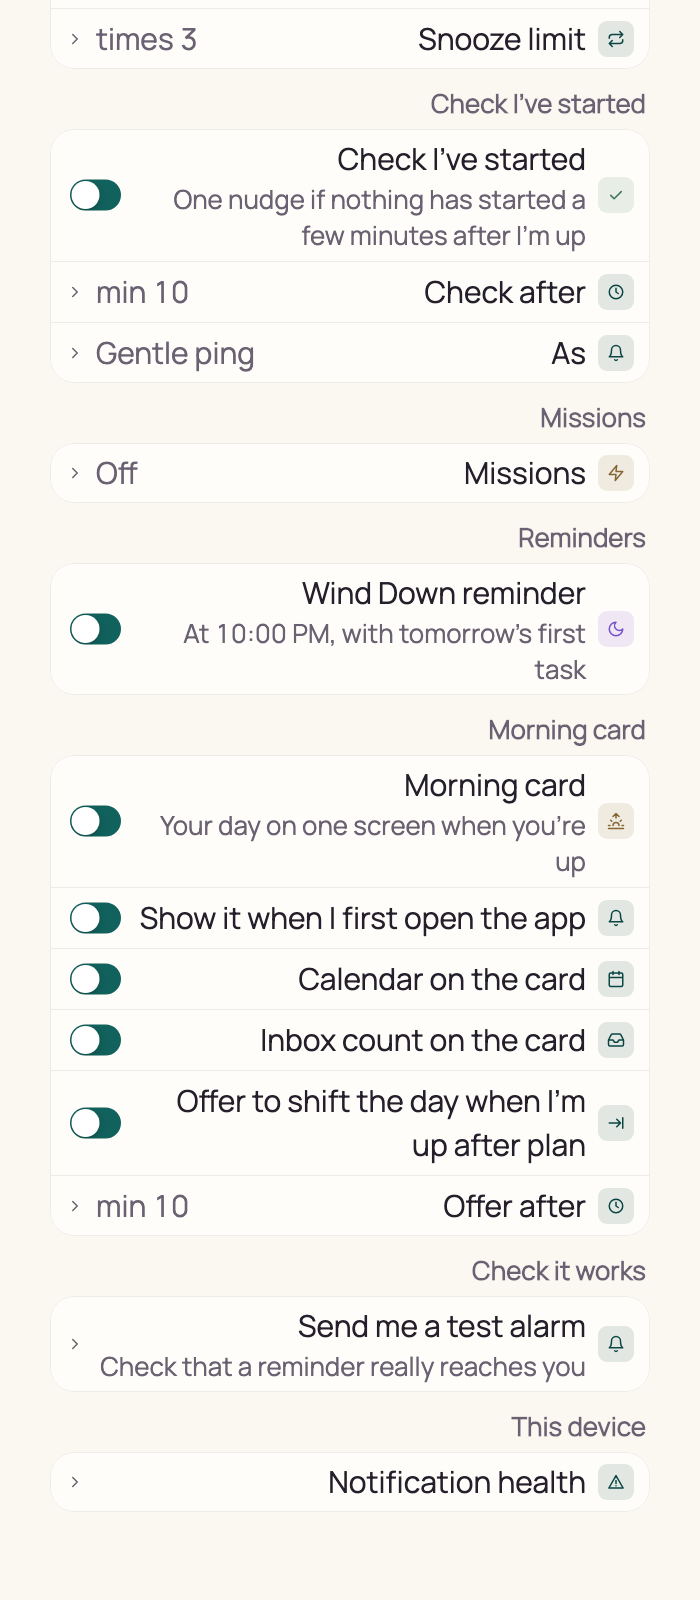 Snooze limit
times 3
Check I've started
Check I've started
One nudge if nothing has started a
few minutes after I'm up
Check after
min 10
As
Gentle ping
Missions
Missions
Off
Reminders
Wind Down reminder
At 10:00 PM, with tomorrow's first
task
Morning card
Morning card
Your day on one screen when you're
up
Show it when I first open the app
Calendar on the card
Inbox count on the card
Offer to shift the day when I'm
up after plan
Offer after
min 10
Check it works
Send me a test alarm
Check that a reminder really reaches you
This device
Notification health